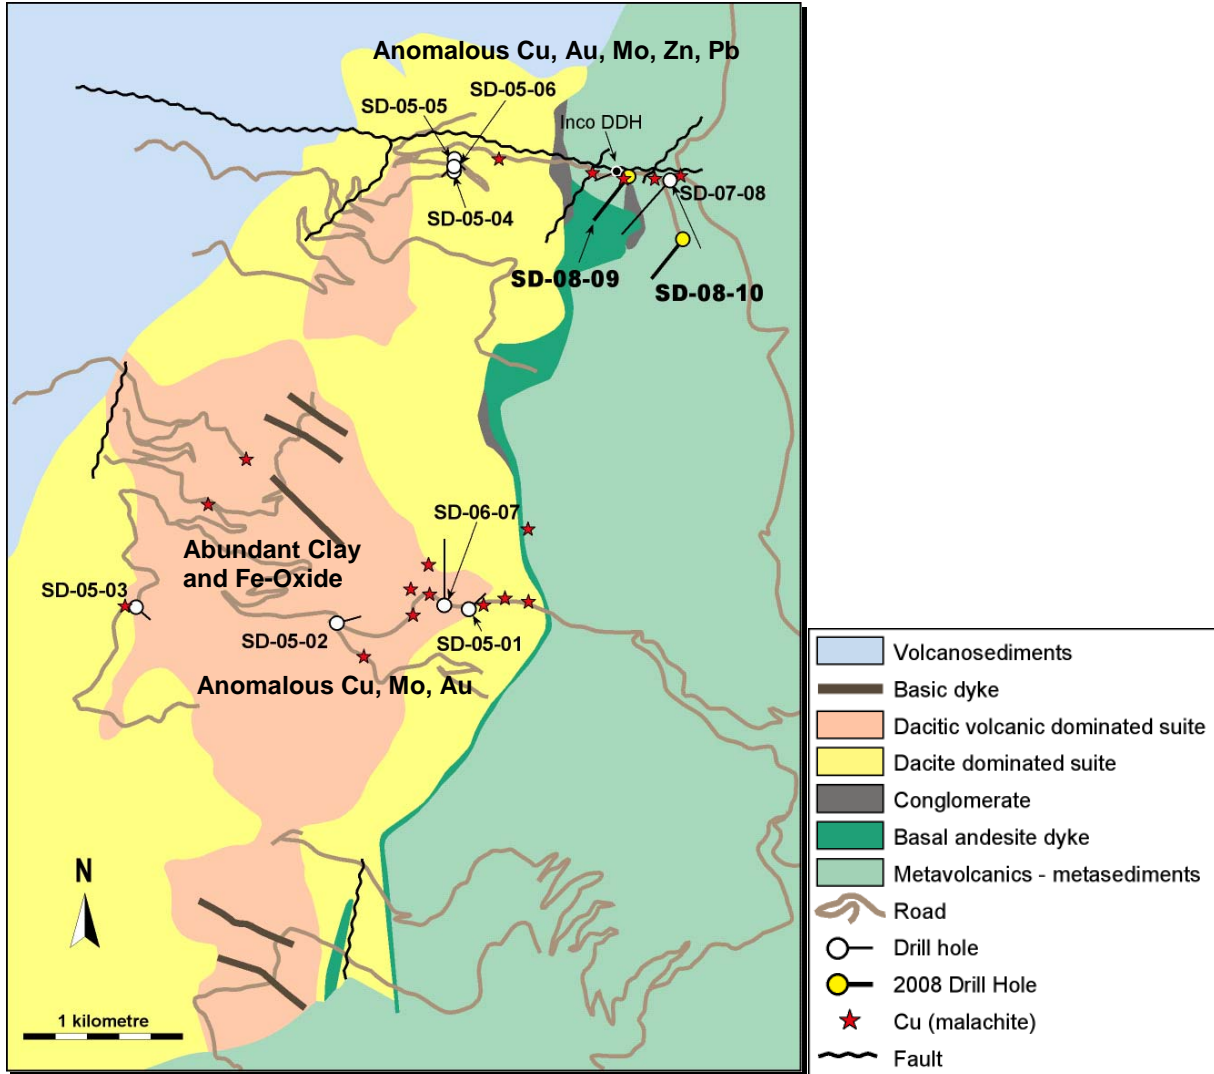 Anomalous Cu, Au, Mo, Zn, Pb
SD-05-06
SD-05-05
Inco DDH
SD-07-08
SD-05-04
SD-08-09
SD-08-10
SD-06-07
Abundant Clay
and Fe-Oxide
SD-05-03
SD-05-02
SD-05-01
Anomalous Cu, Mo, Au
N
1 kilometre
Volcanosediments
Basic dyke
Dacitic volcanic dominated suite
Dacite dominated suite
Conglomerate
Basal andesite dyke
Metavolcanics - metasediments
Road
Drill hole
2008 Drill Hole
Cu (malachite)
Fault